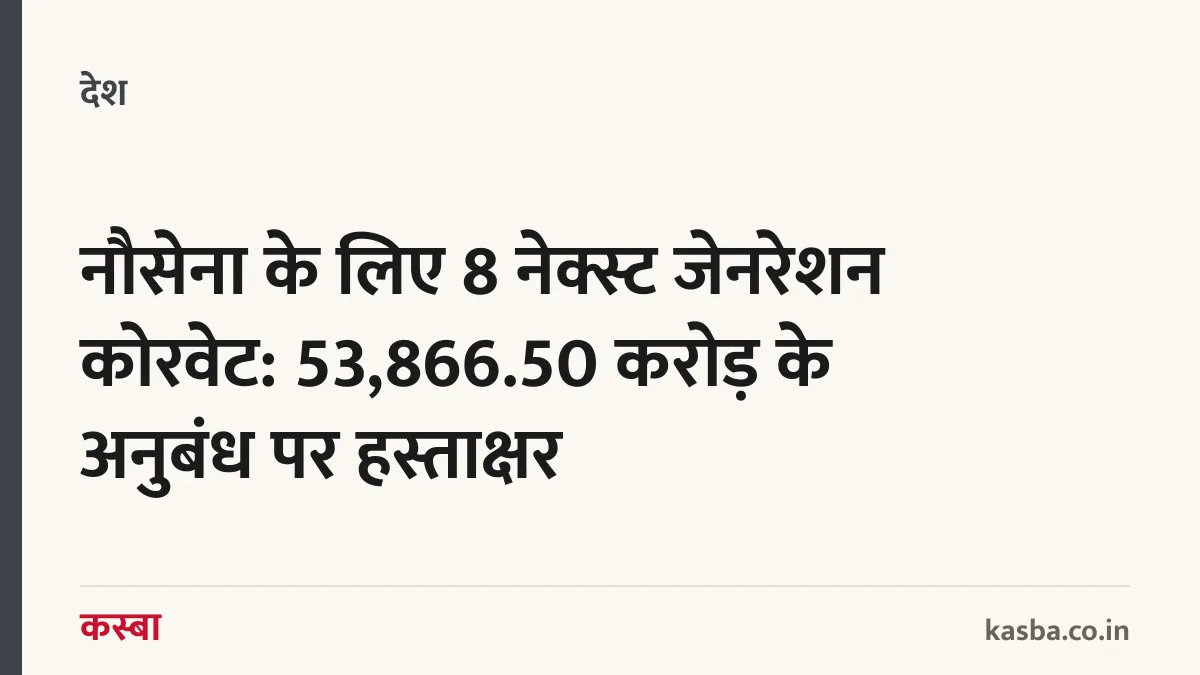 देश
नौसेना के लिए 8 नेक्स्ट जेनरेशन
कोरवेट: 53,866.50 करोड़ के
अनुबंध पर हस्ताक्षर
कस्बा
kasba.co.in